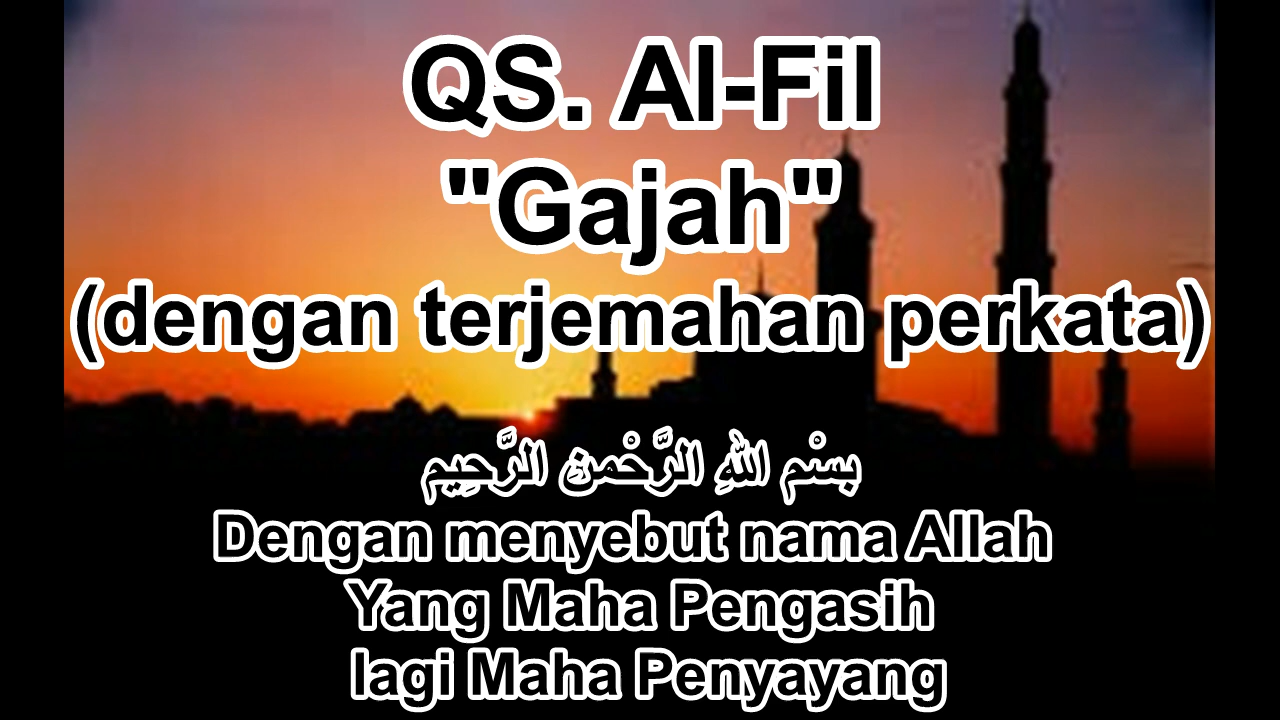 QS. Al-Fil
"Gajah"
(dengan terjemahan perkata)
بِسْمِ اللهِ الرَّحْمنِ الرَّحِيم
Dengan menyebut nama Allah
Yang Maha Pengasih
lagi Maha Penyayang